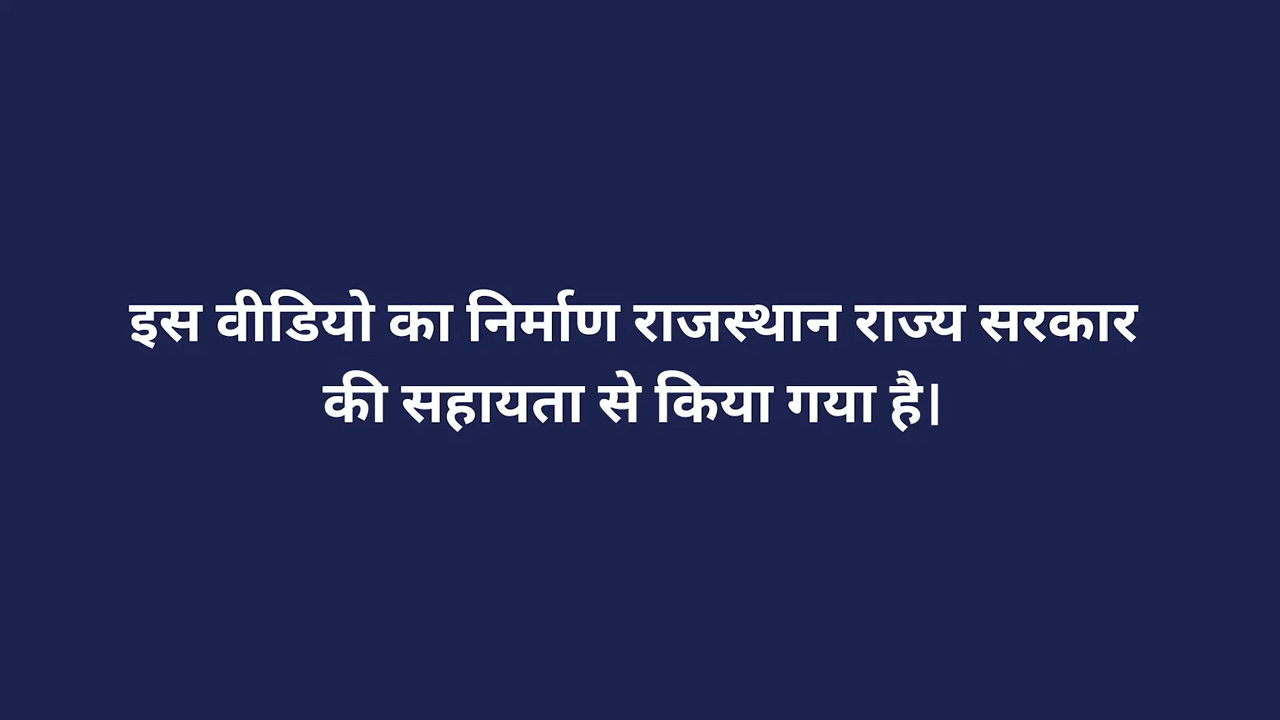 इस वीडियो का निर्माण राजस्थान राज्य सरकार
की सहायता से किया गया है।